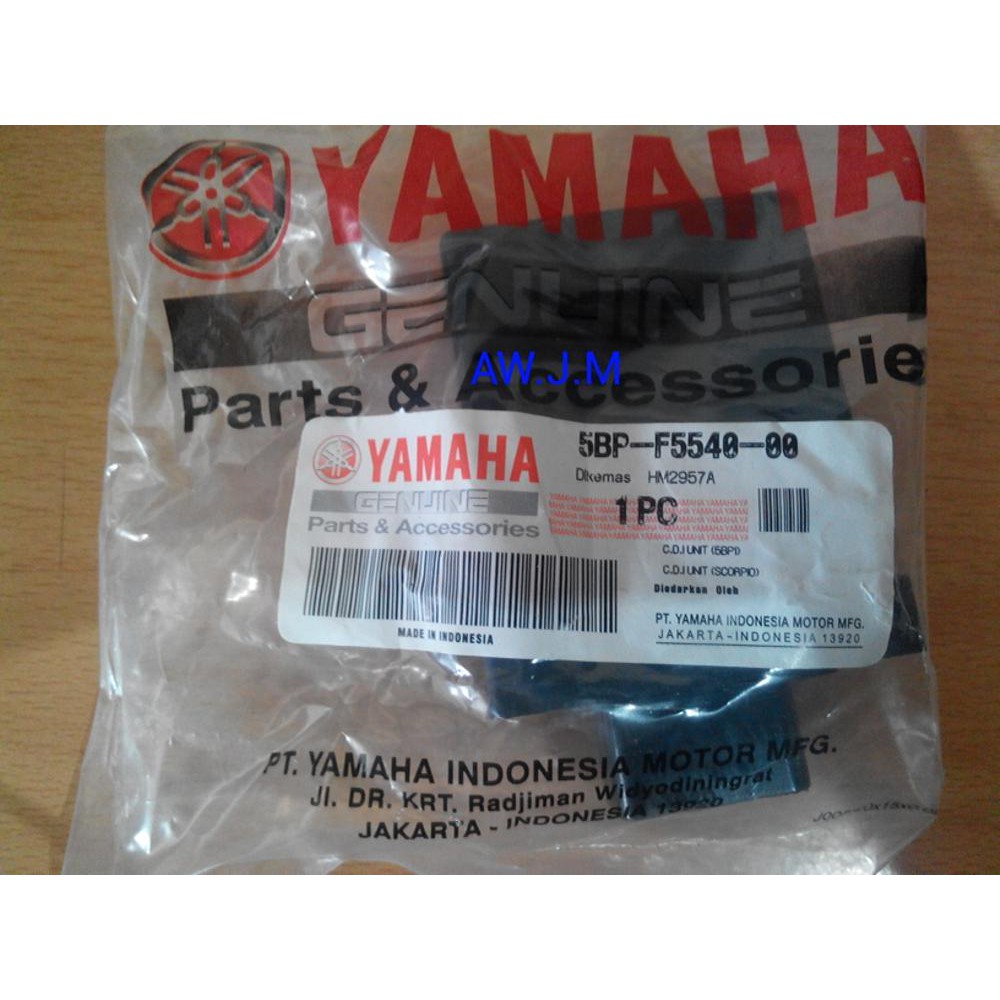 YAMAHA
GENUINE
Parts & Accessorie
AW.J.M
YAMAHA
GENUINE
Parts & Accessories
5BP-F5540-00
Dikemas HM2957A
1 PC
C.D.I UNIT (5BP1)
C.D.I UNIT (SCORPIO)
Diedarkan Oleh
PT. YAMAHA INDONESIA MOTOR MFG.
JAKARTA-INDONESIA 13920
MADE IN INDONESIA
PT. YAMAHA INDONESIA MOTOR MFG.
Jl. DR. KRT. Radjiman Widyodiningrat
JAKARTA - INDONESIA 13920